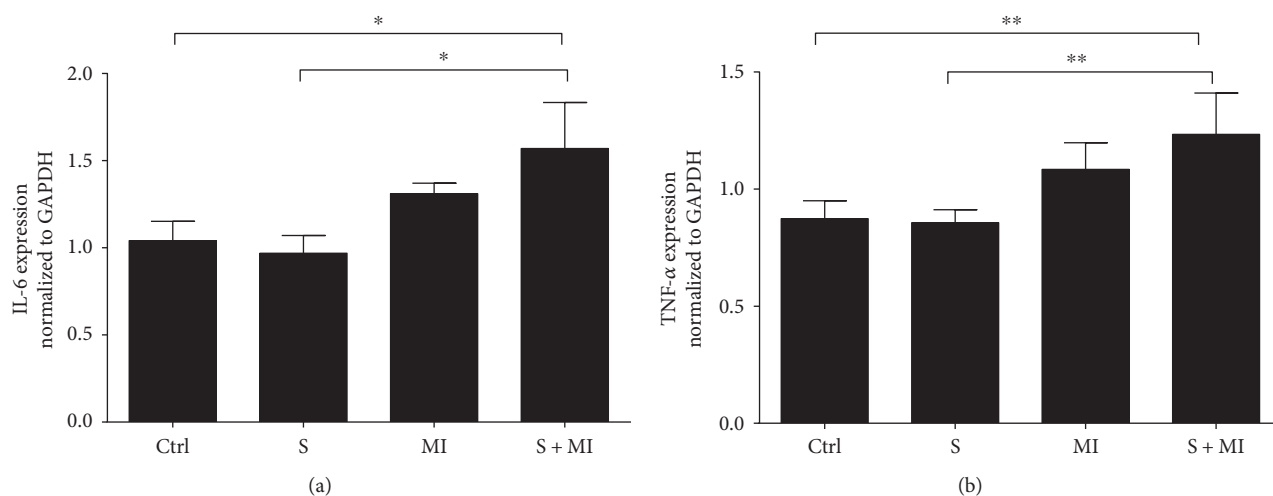 *
*
2.0
1.5
1.0
0.5
0.0
IL-6 expression
normalized to GAPDH
Ctrl
S
MI
S + MI
(a)
**
**
1.5
1.0
0.5
0.0
TNF-α expression
normalized to GAPDH
Ctrl
S
MI
S + MI
(b)